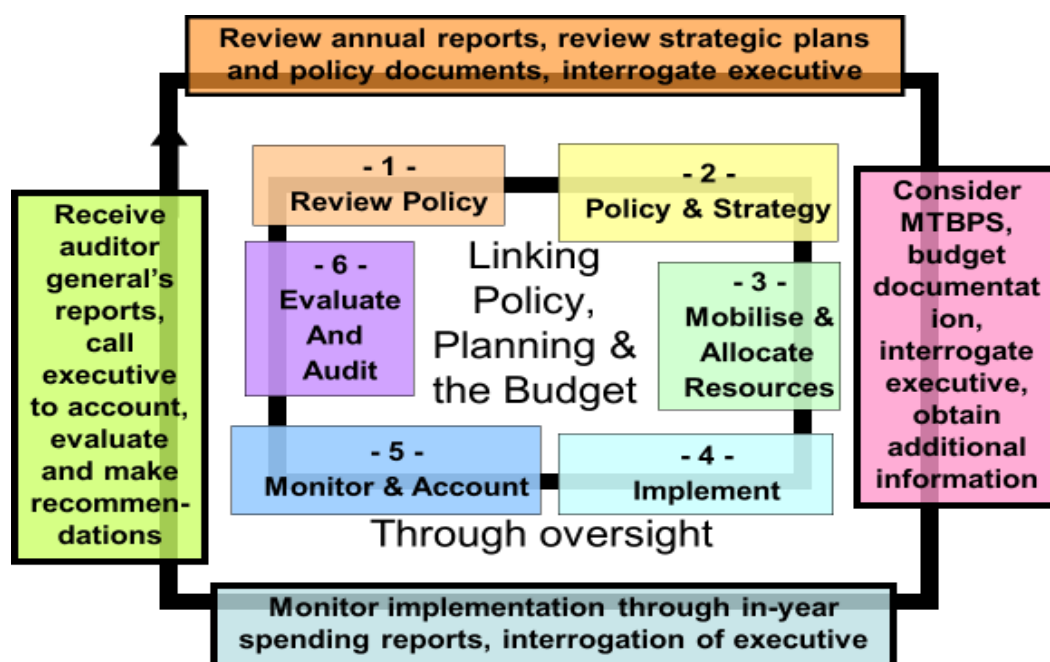 Review annual reports, review strategic plans
and policy documents, interrogate executive
- 1 -
Review Policy
- 2 -
Policy & Strategy
- 3 -
Mobilise &
Allocate
Resources
- 4 -
Implement
- 5 -
Monitor & Account
- 6 -
Evaluate
And
Audit
Linking
Policy,
Planning &
the Budget
Through oversight
Consider
MTBPS,
budget
documentat
ion,
interrogate
executive,
obtain
additional
information
Monitor implementation through in-year
spending reports, interrogation of executive
Receive
auditor
general’s
reports,
call
executive
to account,
evaluate
and make
recommen-
dations